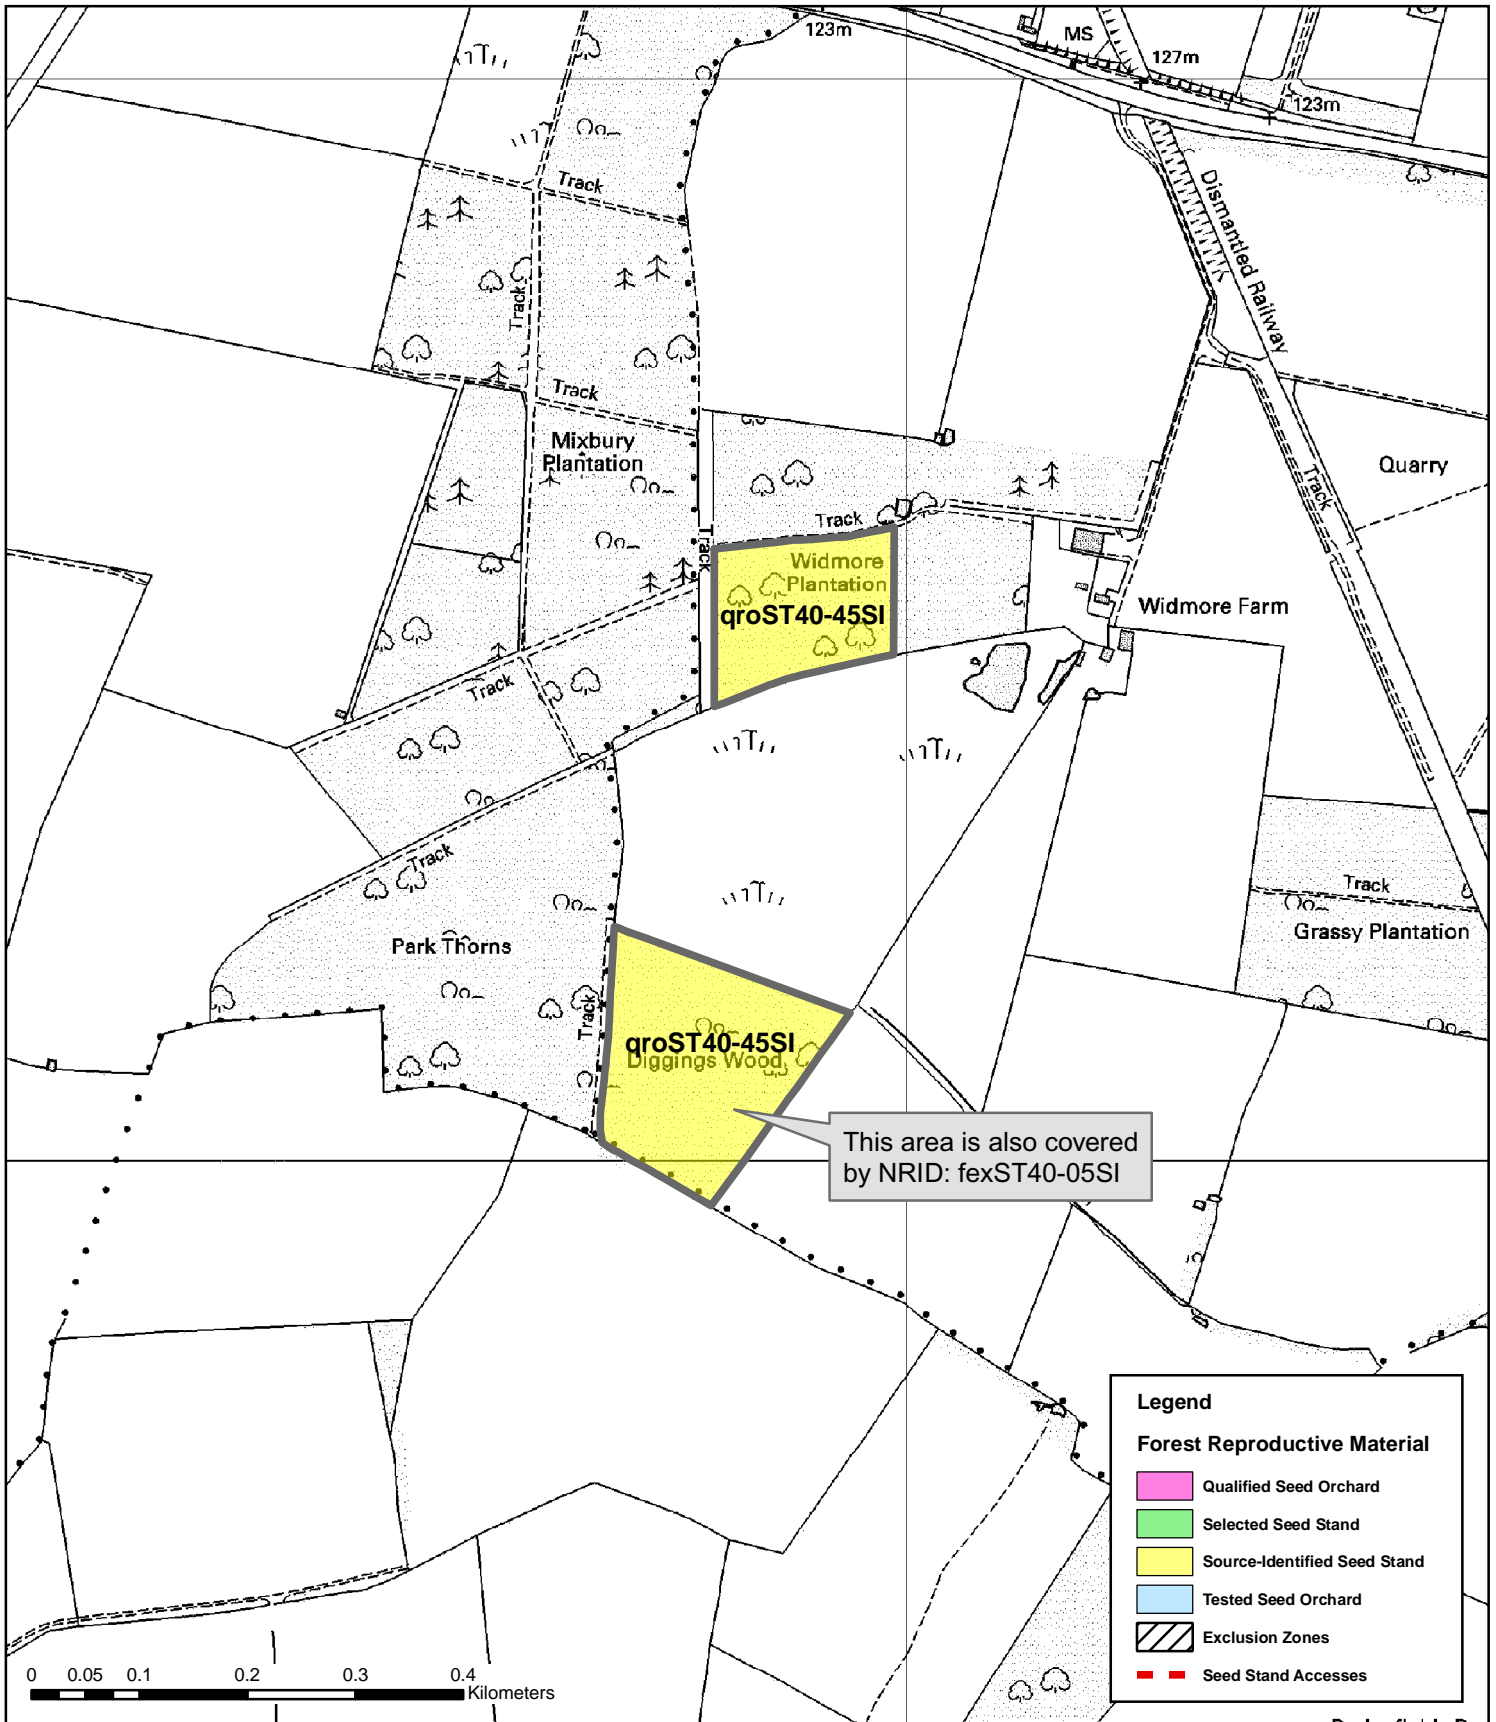 123m
MS
127m
123m
Track
Dismantled Railway
Track
Track
Mixbury
Plantation
Quarry
Track
Track
Track
Widmore
Plantation
qroST40-45SI
Widmore Farm
Track
Track
Track
Park Thorns
Grassy Plantation
Track
qroST40-45SI
Diggings Wood
This area is also covered
by NRID: fexST40-05SI
Legend
Forest Reproductive Material
Qualified Seed Orchard
Selected Seed Stand
Source-Identified Seed Stand
Tested Seed Orchard
Exclusion Zones
Seed Stand Accesses
0 0.05 0.1 0.2 0.3 0.4
Kilometers